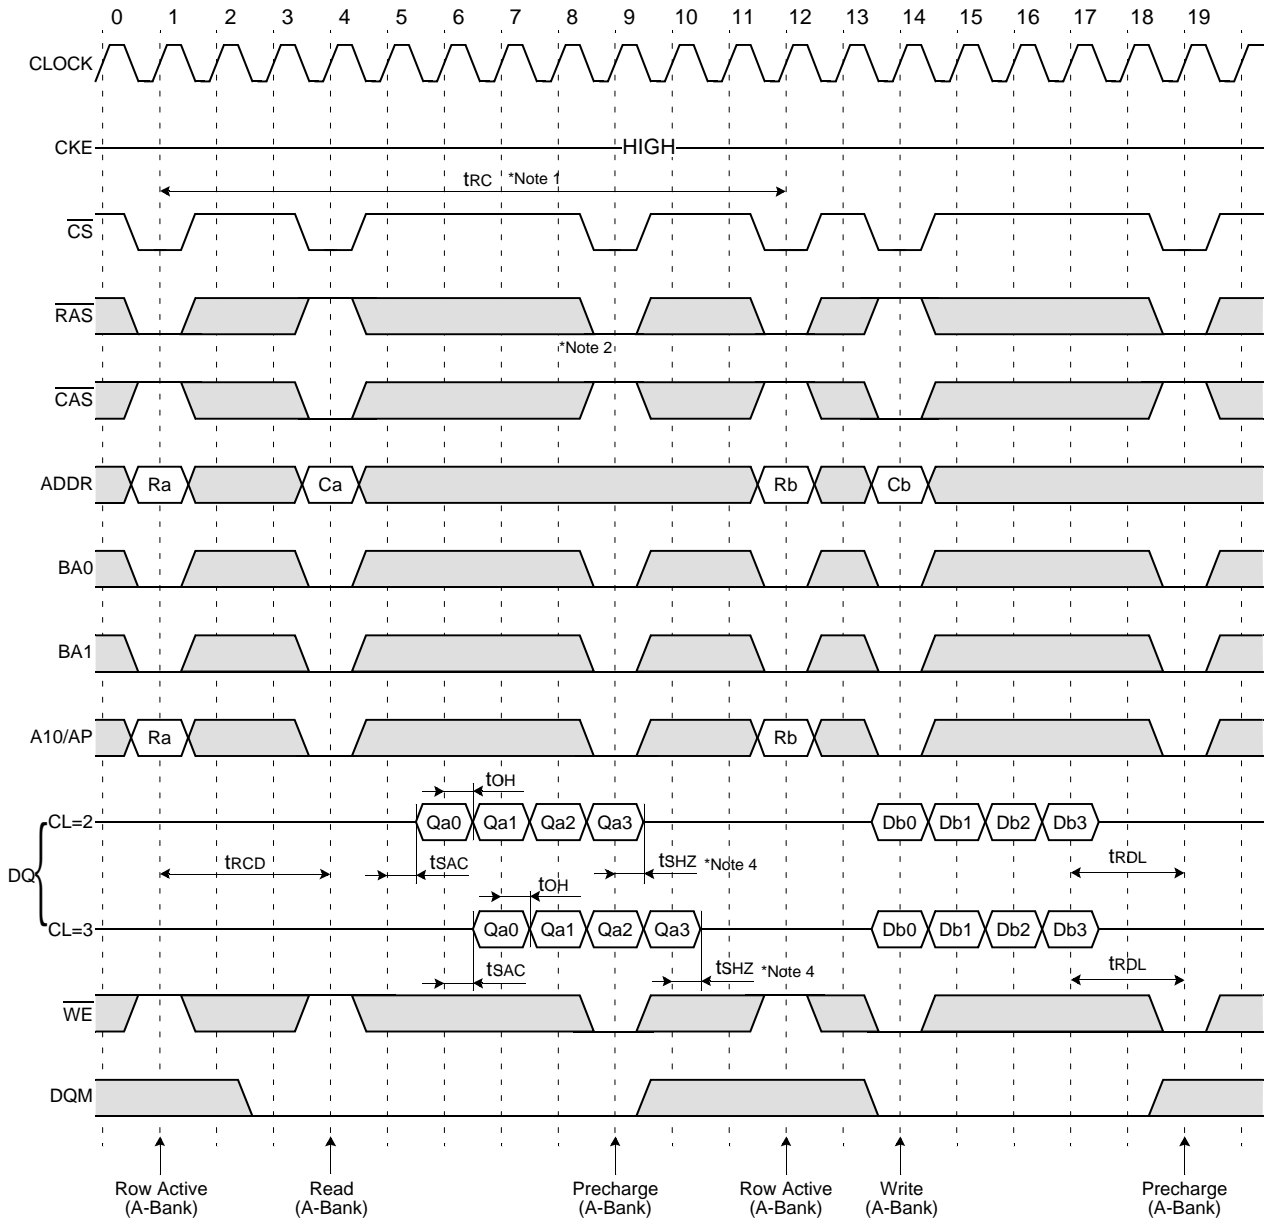 0 1 2 3 4 5 6 7 8 9 10 11 12 13 14 15 16 17 18 19
CLOCK
CKE HIGH
tRC *Note 1
CS
RAS
*Note 2
CAS
ADDR Ra Ca Rb Cb
BA0
BA1
A10/AP Ra Rb
tOH
CL=2 Qa0 Qa1 Qa2 Qa3 Db0 Db1 Db2 Db3
DQ tRCD tSAC tSHZ *Note 4 tRDL
tOH
CL=3 Qa0 Qa1 Qa2 Qa3 Db0 Db1 Db2 Db3
tSAC tSHZ *Note 4 tRDL
WE
DQM
Row Active Read Precharge Row Active Write Precharge
(A-Bank) (A-Bank) (A-Bank) (A-Bank) (A-Bank) (A-Bank)